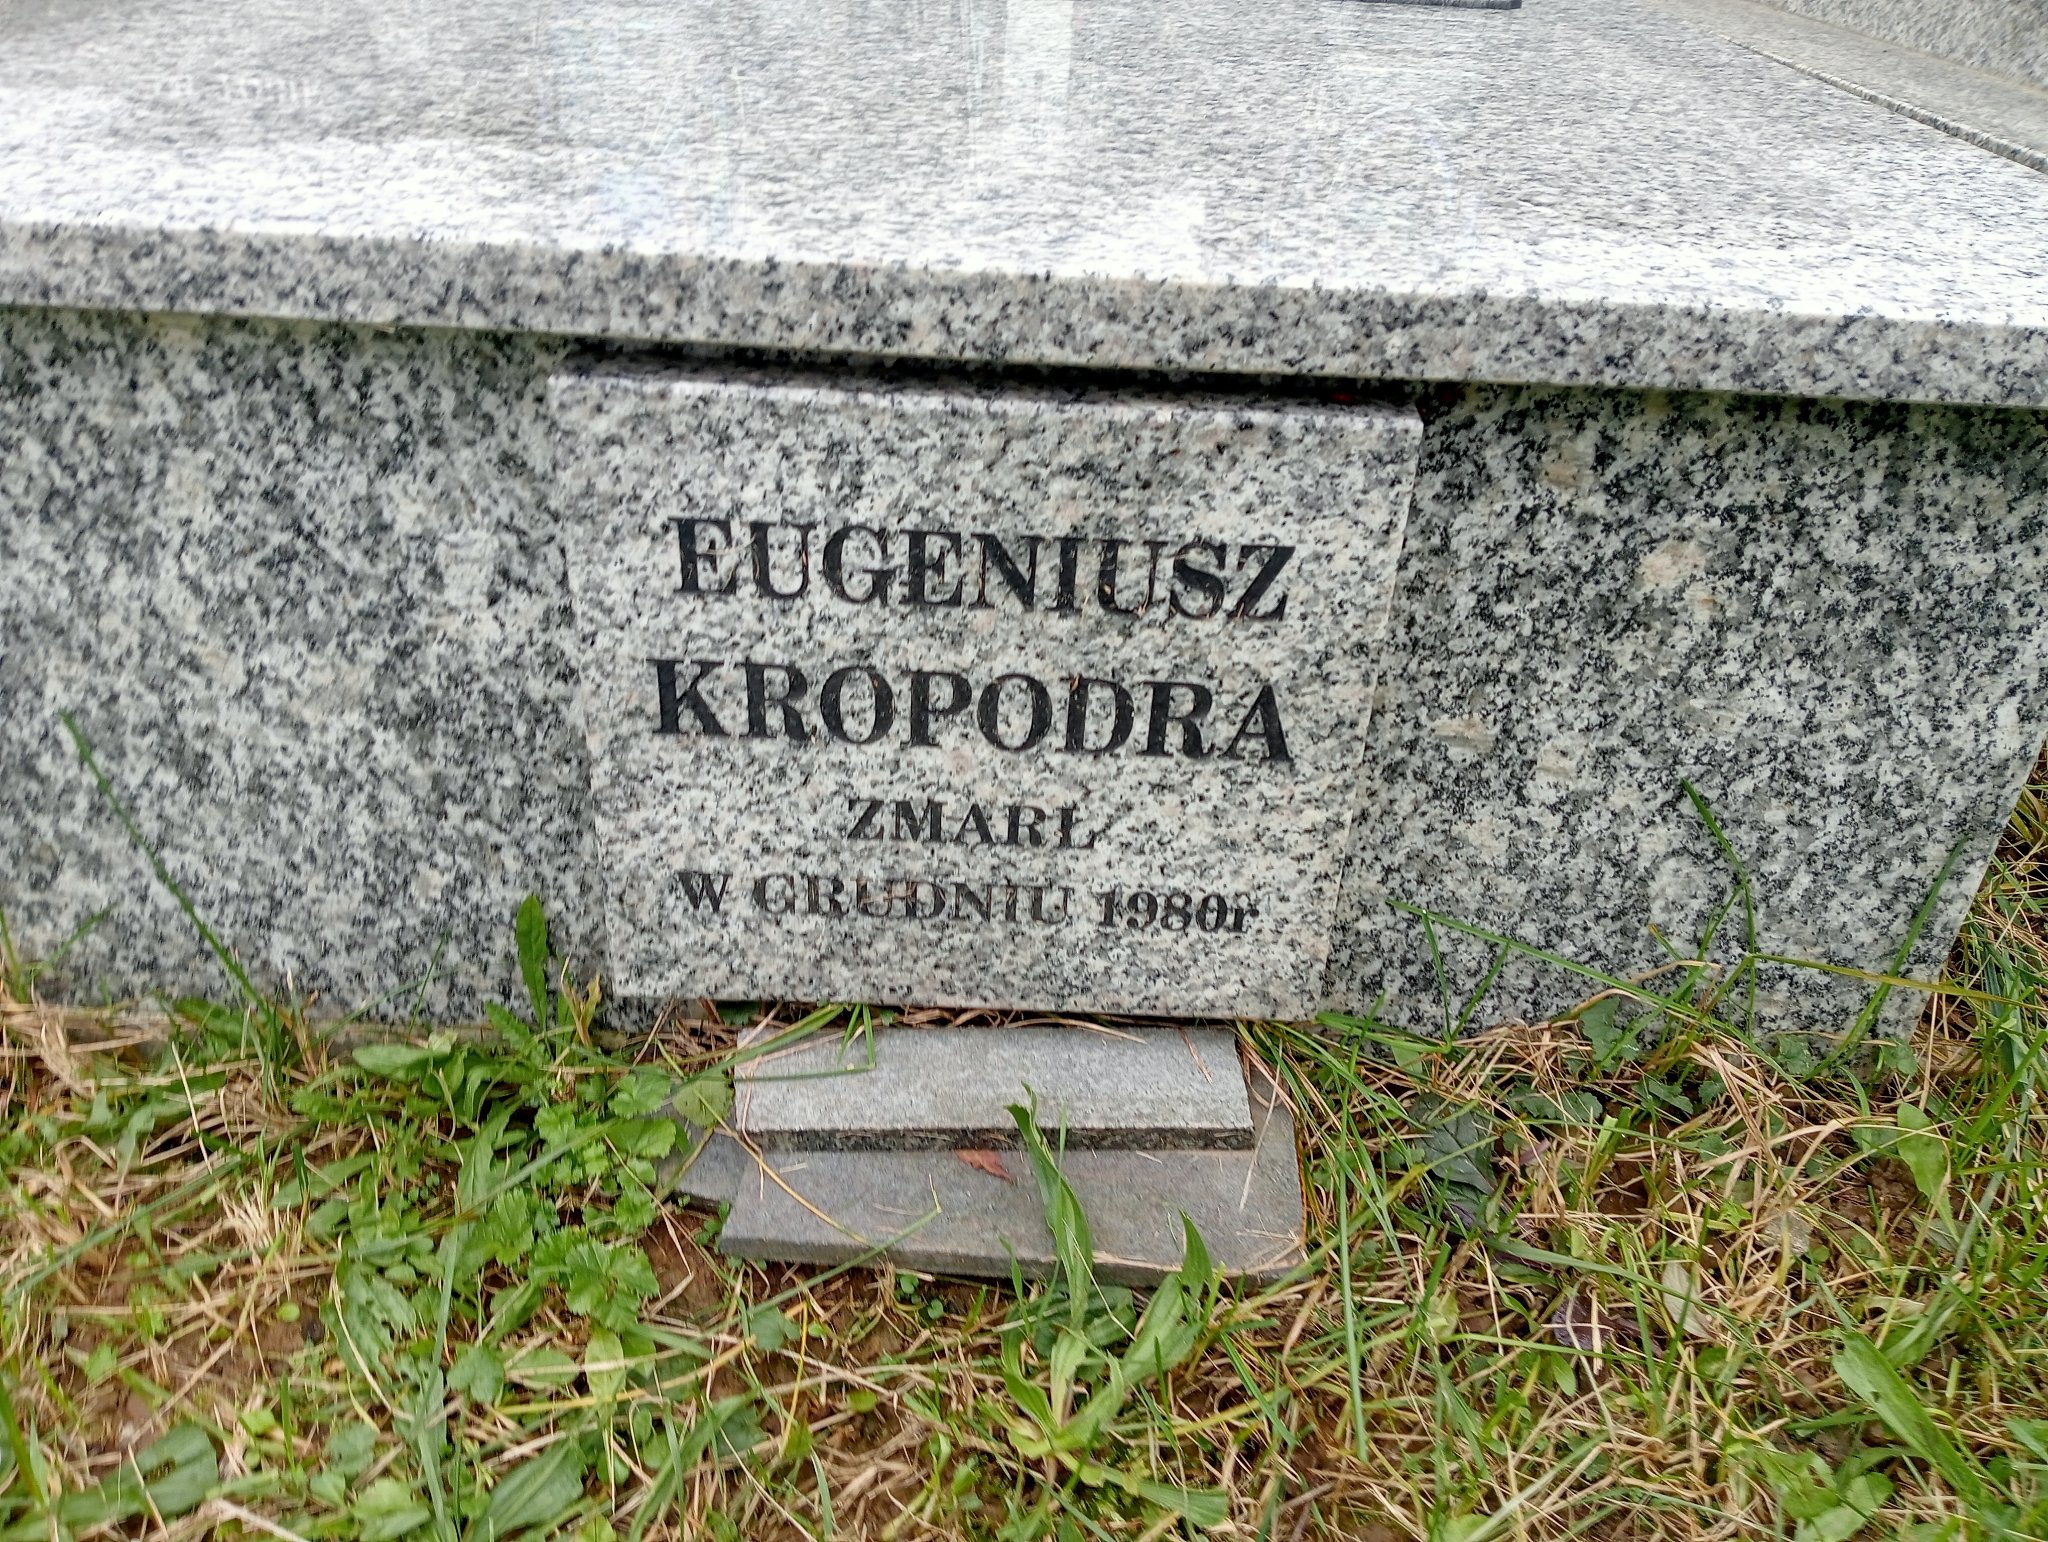 EUGENIUSZ
KROPODRA
ZMARŁ
W GRUDNIU 1980r